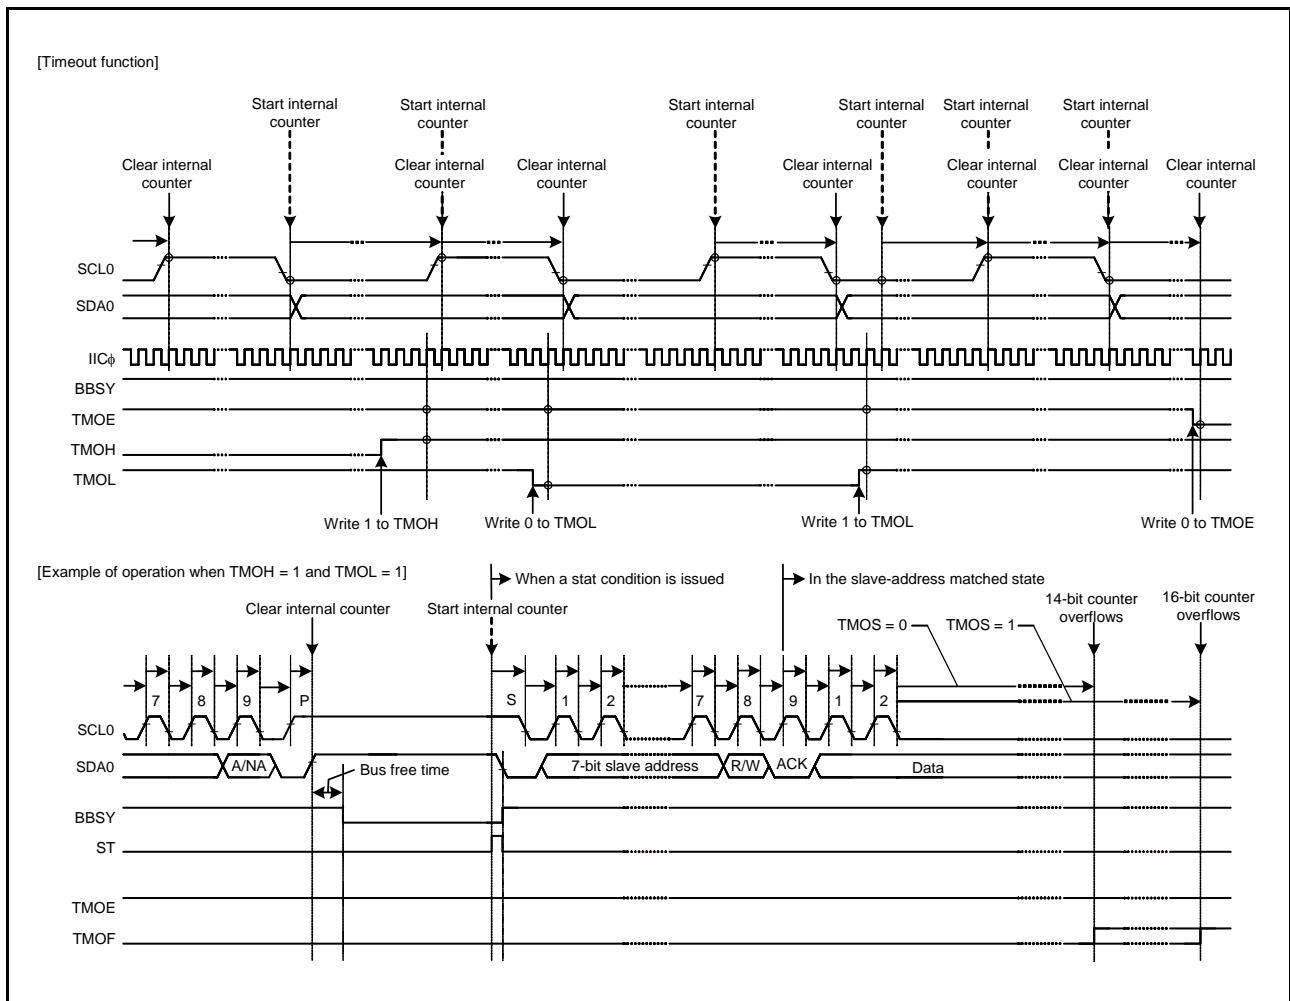 [Timeout function]
Start internal
counter
Start internal
counter
Start internal
counter
Start internal
counter
Start internal
counter
Start internal
counter
Clear internal
counter
Clear internal
counter
Clear internal
counter
Clear internal
counter
Clear internal
counter
Clear internal
counter
Clear internal
counter
SCL0
SDA0
IICϕ
BBSY
TMOE
TMOH
TMOL
Write 1 to TMOH
Write 0 to TMOL
Write 1 to TMOL
Write 0 to TMOE
[Example of operation when TMOH = 1 and TMOL = 1]
When a stat condition is issued
In the slave-address matched state
Clear internal counter
Start internal counter
14-bit counter
overflows
16-bit counter
overflows
TMOS = 0
TMOS = 1
7 8 9 P S 1 2 7 8 9 1 2
SCL0
SDA0
A/NA
Bus free time
7-bit slave address
R/W
ACK
Data
BBSY
ST
TMOE
TMOF